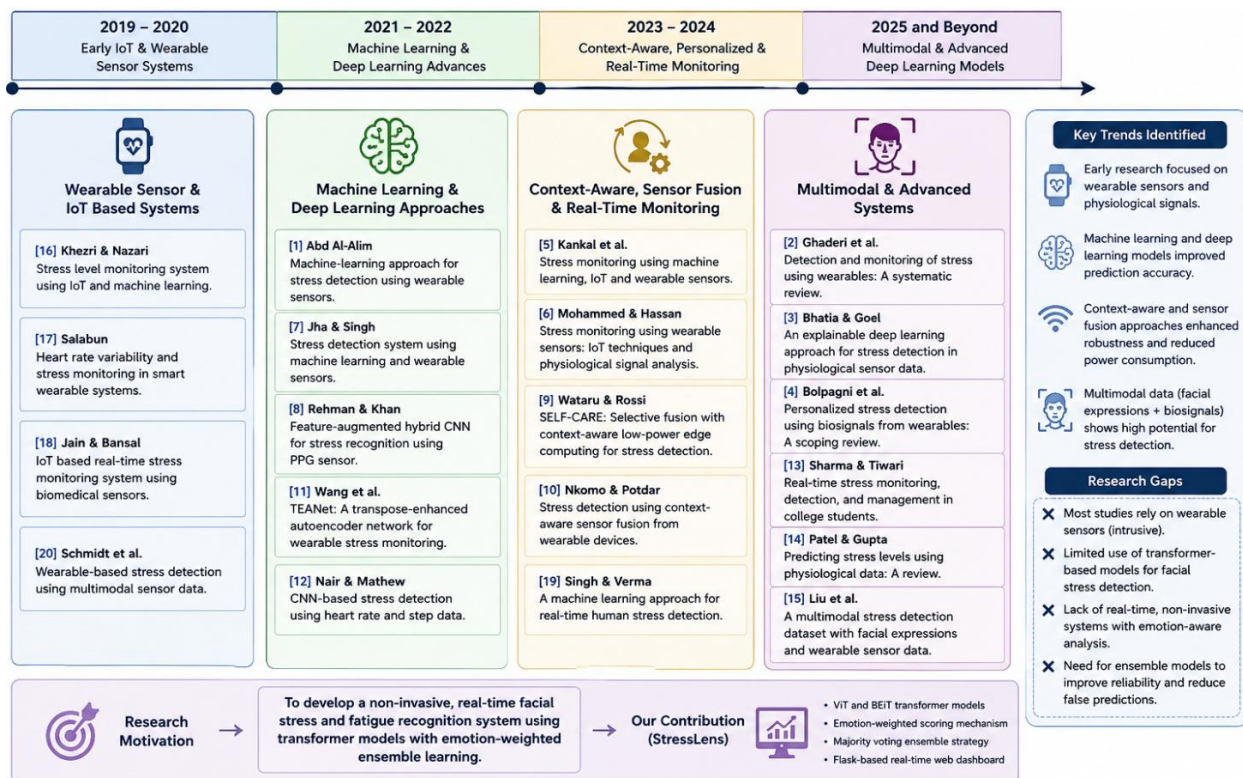 2019 – 2020
Early IoT & Wearable
Sensor Systems
2021 – 2022
Machine Learning &
Deep Learning Advances
2023 – 2024
Context-Aware, Personalized &
Real-Time Monitoring
2025 and Beyond
Multimodal & Advanced
Deep Learning Models
Wearable Sensor &
IoT Based Systems
[16] Khezri & Nazari
Stress level monitoring system
using IoT and machine learning.
[17] Salabun
Heart rate variability and
stress monitoring in smart
wearable systems.
[18] Jain & Bansal
IoT based real-time stress
monitoring system using
biomedical sensors.
[20] Schmidt et al.
Wearable-based stress detection
using multimodal sensor data.
Machine Learning &
Deep Learning Approaches
[1] Abd Al-Alim
Machine-learning approach for
stress detection using wearable
sensors.
[7] Jha & Singh
Stress detection system using
machine learning and wearable
sensors.
[8] Rehman & Khan
Feature-augmented hybrid CNN
for stress recognition using
PPG sensor.
[11] Wang et al.
TEANet: A transpose-enhanced
autoencoder network for
wearable stress monitoring.
[12] Nair & Mathew
CNN-based stress detection
using heart rate and step data.
Context-Aware, Sensor Fusion
& Real-Time Monitoring
[5] Kankal et al.
Stress monitoring using machine
learning, IoT and wearable sensors.
[6] Mohammed & Hassan
Stress monitoring using wearable
sensors: IoT techniques and
physiological signal analysis.
[9] Wataru & Rossi
SELF-CARE: Selective fusion with
context-aware low-power edge
computing for stress detection.
[10] Nkomo & Potdar
Stress detection using context-
aware sensor fusion from
wearable devices.
[19] Singh & Verma
A machine learning approach for
real-time human stress detection.
Multimodal & Advanced
Systems
[2] Ghaderi et al.
Detection and monitoring of stress
using wearables: A systematic
review.
[3] Bhatia & Goel
An explainable deep learning
approach for stress detection in
physiological sensor data.
[4] Bolpagni et al.
Personalized stress detection
using biosignals from wearables:
A scoping review.
[13] Sharma & Tiwari
Real-time stress monitoring,
detection, and management in
college students.
[14] Patel & Gupta
Predicting stress levels using
physiological data: A review.
[15] Liu et al.
A multimodal stress detection
dataset with facial expressions
and wearable sensor data.
Key Trends Identified
Early research focused on
wearable sensors and
physiological signals.
Machine learning and deep
learning models improved
prediction accuracy.
Context-aware and sensor
fusion approaches enhanced
robustness and reduced
power consumption.
Multimodal data (facial
expressions + biosignals)
shows high potential for
stress detection.
Research Gaps
Most studies rely on wearable
sensors (intrusive).
Limited use of transformer-
based models for facial
stress detection.
Lack of real-time, non-invasive
systems with emotion-aware
analysis.
Need for ensemble models to
improve reliability and reduce
false predictions.
Research
Motivation
To develop a non-invasive, real-time facial
stress and fatigue recognition system using
transformer models with emotion-weighted
ensemble learning.
Our Contribution
(StressLens)
• ViT and BEiT transformer models
• Emotion-weighted scoring mechanism
• Majority voting ensemble strategy
• Flask-based real-time web dashboard